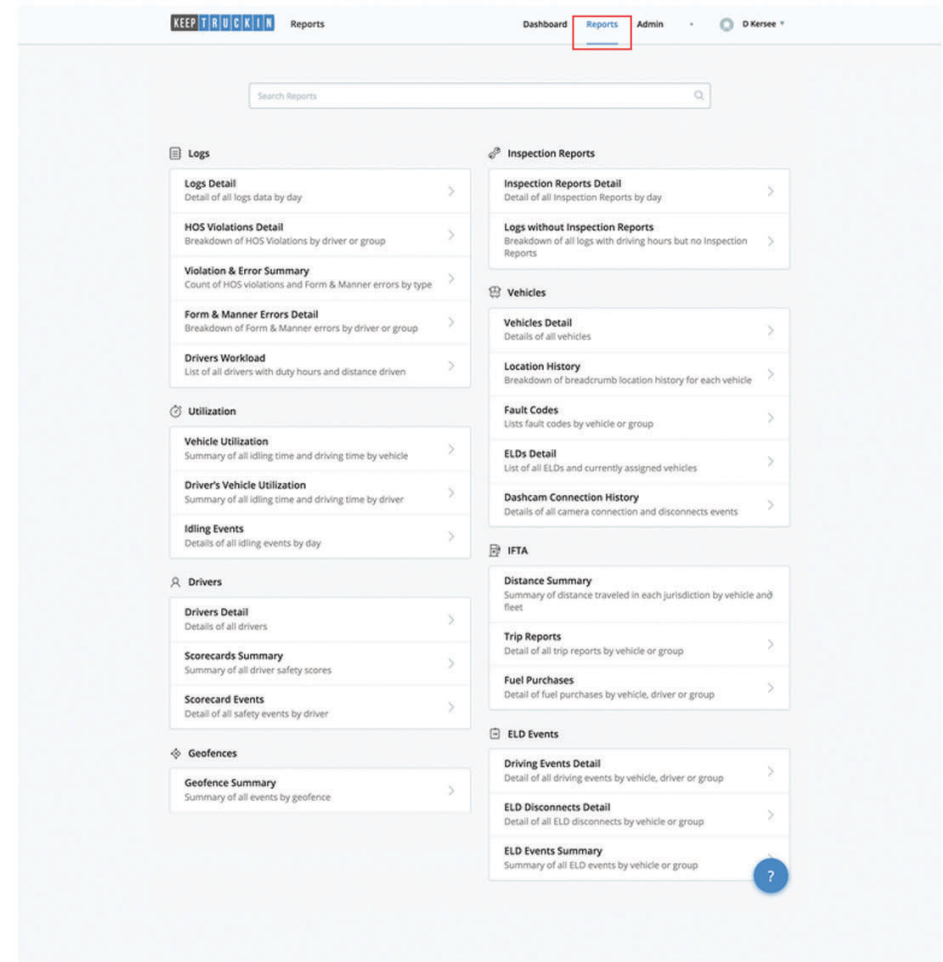 KEEP TRUCKIN Reports
Dashboard Reports Admin D Kersee
Search Reports
Logs
Logs Detail
Detail of all logs data by day
HOS Violations Detail
Breakdown of HOS Violations by driver or group
Violation & Error Summary
Count of HOS violations and Form & Manner errors by type
Form & Manner Errors Detail
Breakdown of Form & Manner errors by driver or group
Drivers Workload
List of all drivers with duty hours and distance driven
Utilization
Vehicle Utilization
Summary of all idling time and driving time by vehicle
Driver's Vehicle Utilization
Summary of all idling time and driving time by driver
Idling Events
Details of all idling events by day
Drivers
Drivers Detail
Details of all drivers
Scorecards Summary
Summary of all driver safety scores
Scorecard Events
Detail of all safety events by driver
Geofences
Geofence Summary
Summary of all events by geofence
Inspection Reports
Inspection Reports Detail
Detail of all Inspection Reports by day
Logs without Inspection Reports
Breakdown of all logs with driving hours but no Inspection
Reports
Vehicles
Vehicles Detail
Details of all vehicles
Location History
Breakdown of breadcrumb location history for each vehicle
Fault Codes
Lists fault codes by vehicle or group
ELDs Detail
List of all ELDs and currently assigned vehicles
Dashcam Connection History
Details of all camera connection and disconnects events
IFTA
Distance Summary
Summary of distance traveled in each jurisdiction by vehicle and
fleet
Trip Reports
Detail of all trip reports by vehicle or group
Fuel Purchases
Detail of fuel purchases by vehicle, driver or group
ELD Events
Driving Events Detail
Detail of all driving events by vehicle, driver or group
ELD Disconnects Detail
Detail of all ELD disconnects by vehicle or group
ELD Events Summary
Summary of all ELD events by vehicle or group
?